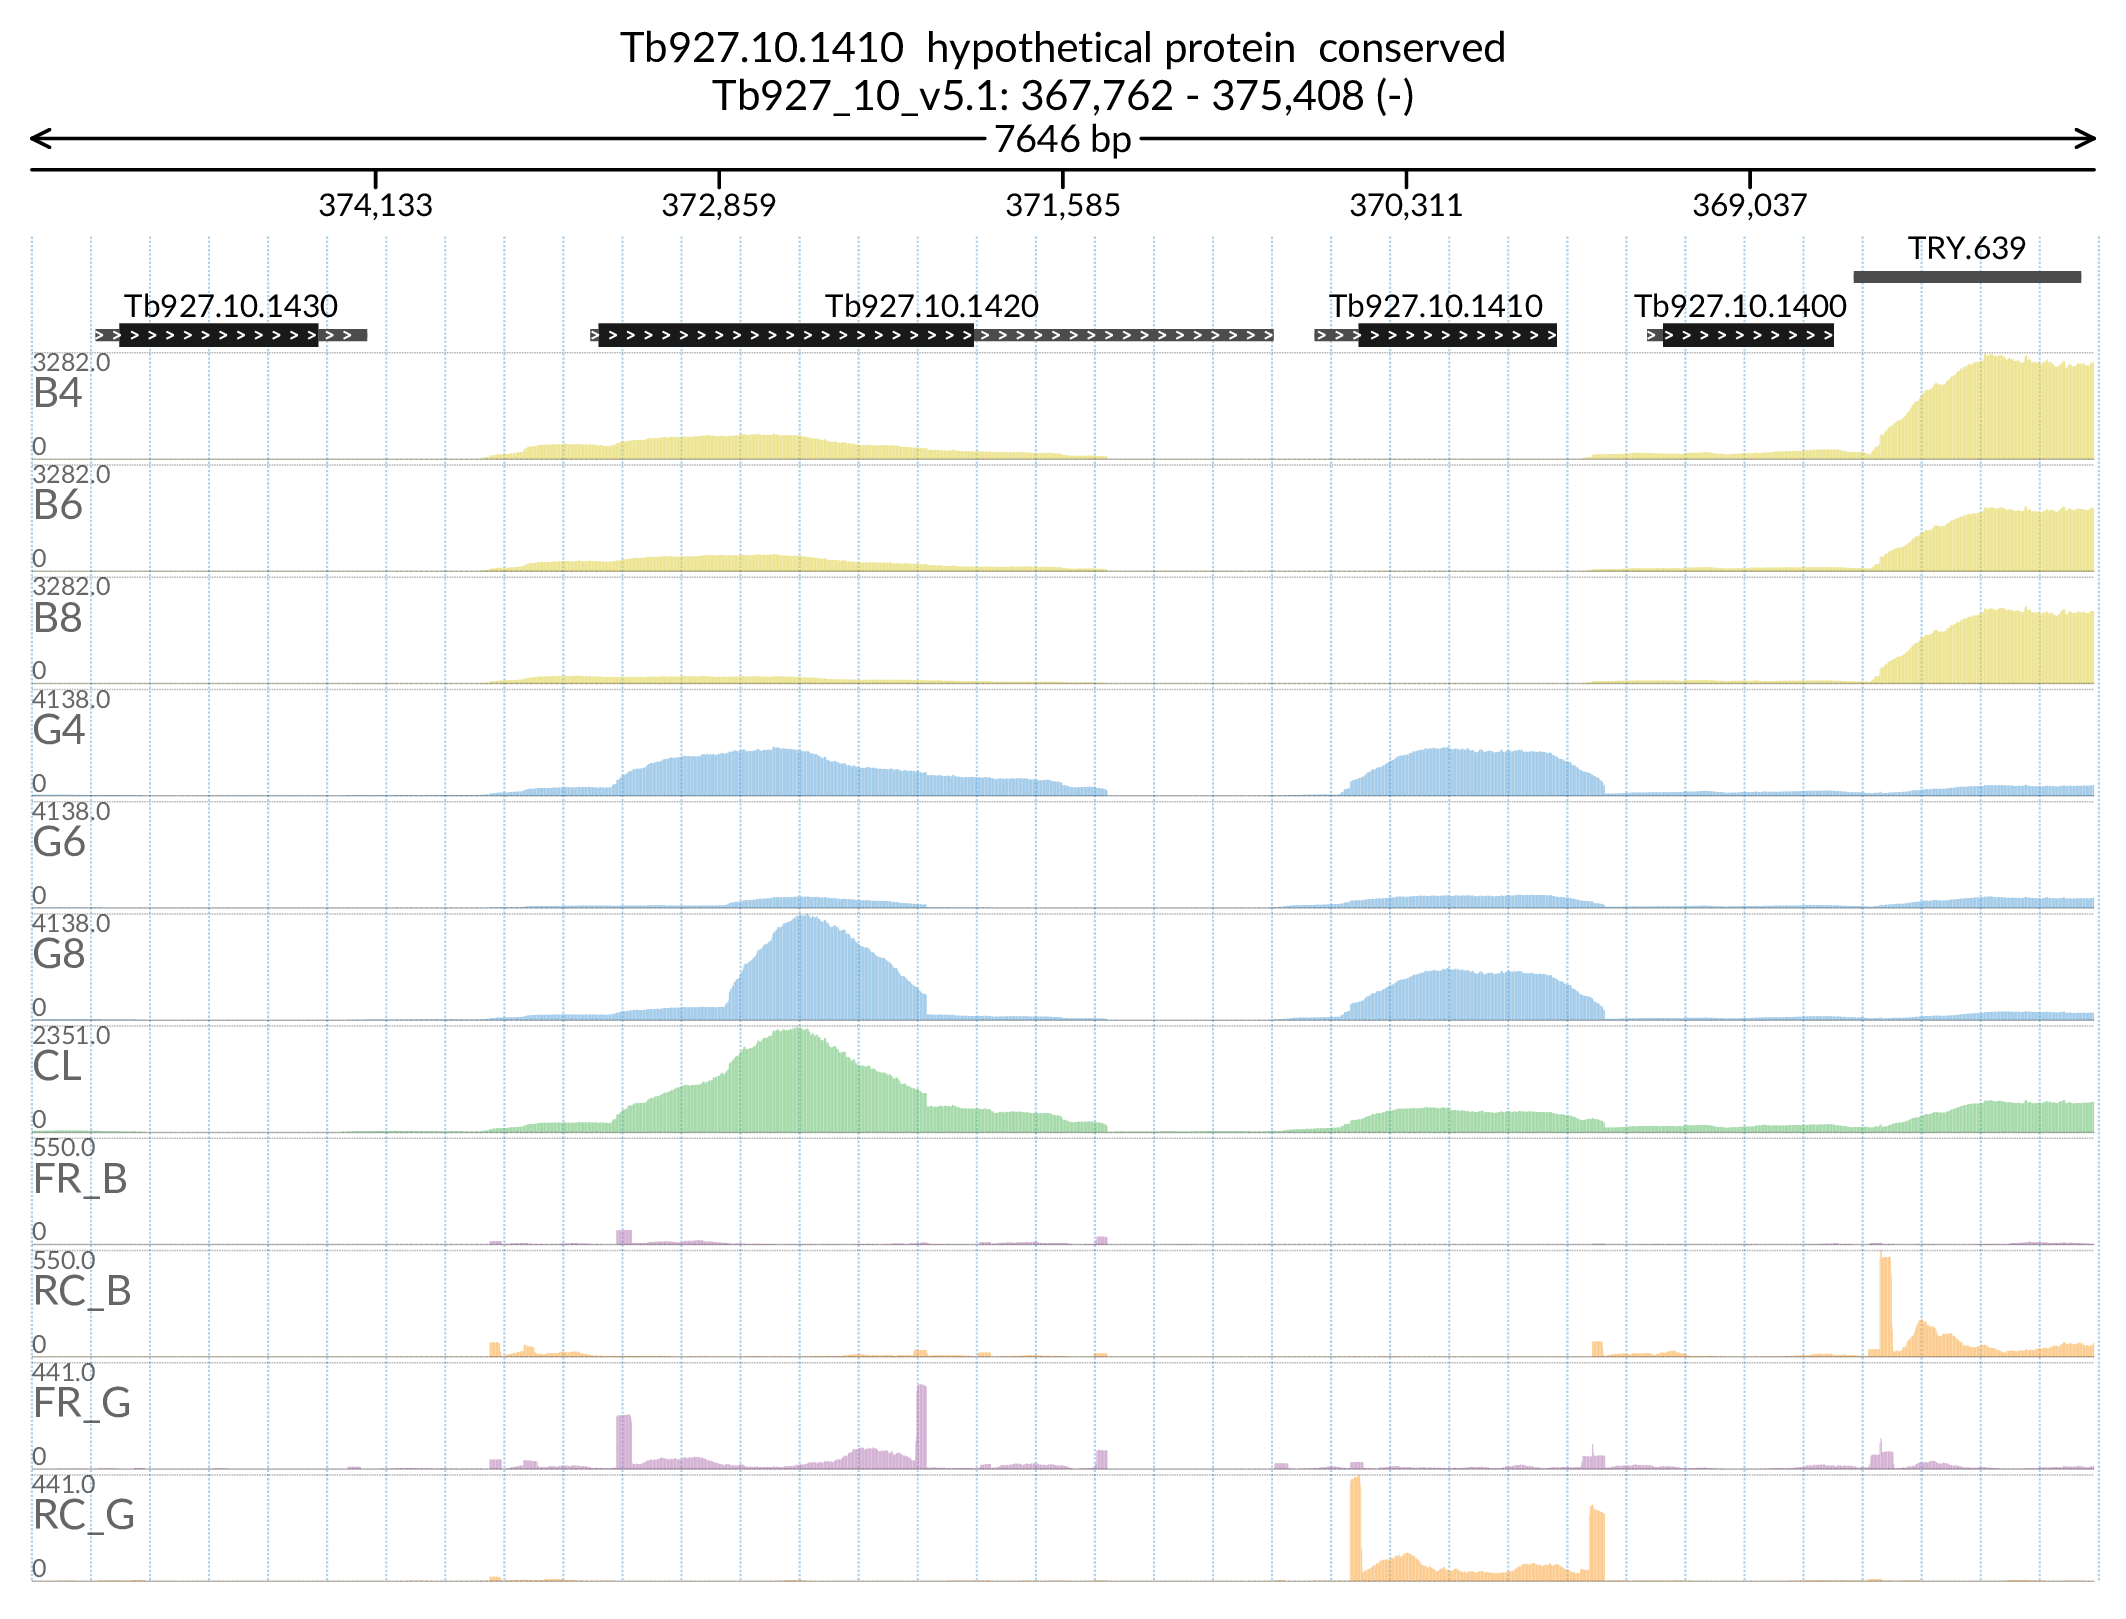 Tb927.10.1410  hypothetical protein  conserved
Tb927_10_v5.1: 367,762 - 375,408 (-)
7646 bp
374,133 372,859 371,585 370,311 369,037
TRY.639
Tb927.10.1430 Tb927.10.1420 Tb927.10.1410 Tb927.10.1400
3282.0
B4
0
3282.0
B6
0
3282.0
B8
0
4138.0
G4
0
4138.0
G6
0
4138.0
G8
0
2351.0
CL
0
550.0
FR_B
0
550.0
RC_B
0
441.0
FR_G
0
441.0
RC_G
0